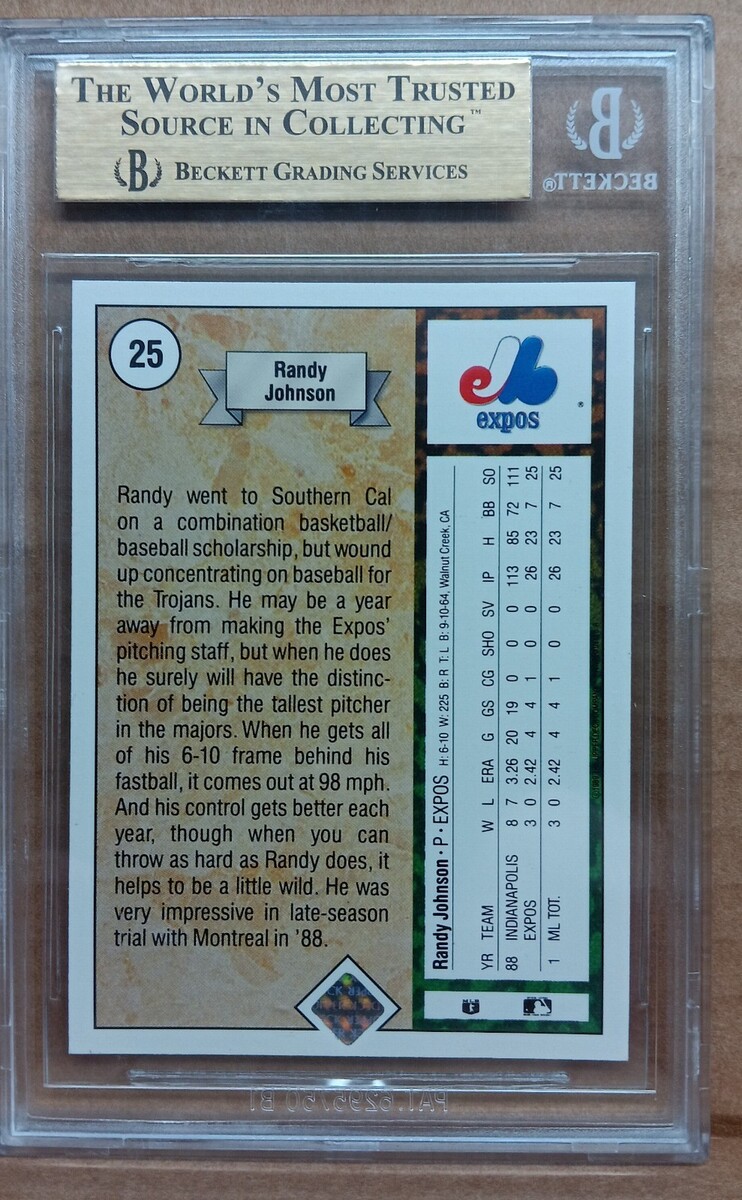 THE WORLD'S MOST TRUSTED
SOURCE IN COLLECTING™
B BECKETT GRADING SERVICES
B
BECKETT®
25
Randy
Johnson
expos
®
Randy went to Southern Cal
on a combination basketball/
baseball scholarship, but wound
up concentrating on baseball for
the Trojans. He may be a year
away from making the Expos'
pitching staff, but when he does
he surely will have the distinc-
tion of being the tallest pitcher
in the majors. When he gets all
of his 6-10 frame behind his
fastball, it comes out at 98 mph.
And his control gets better each
year, though when you can
throw as hard as Randy does, it
helps to be a little wild. He was
very impressive in late-season
trial with Montreal in '88.
Randy Johnson • P • EXPOS H: 6-10 W: 225 B: R T: L B: 9-10-64, Walnut Creek, CA
YR TEAM W L ERA G GS CG SHO SV IP H BB SO
88 INDIANAPOLIS 8 7 3.26 20 19 0 0 0 113 85 72 111
EXPOS 3 0 2.42 4 4 1 0 0 26 23 7 25
1 ML TOT. 3 0 2.42 4 4 1 0 0 26 23 7 25